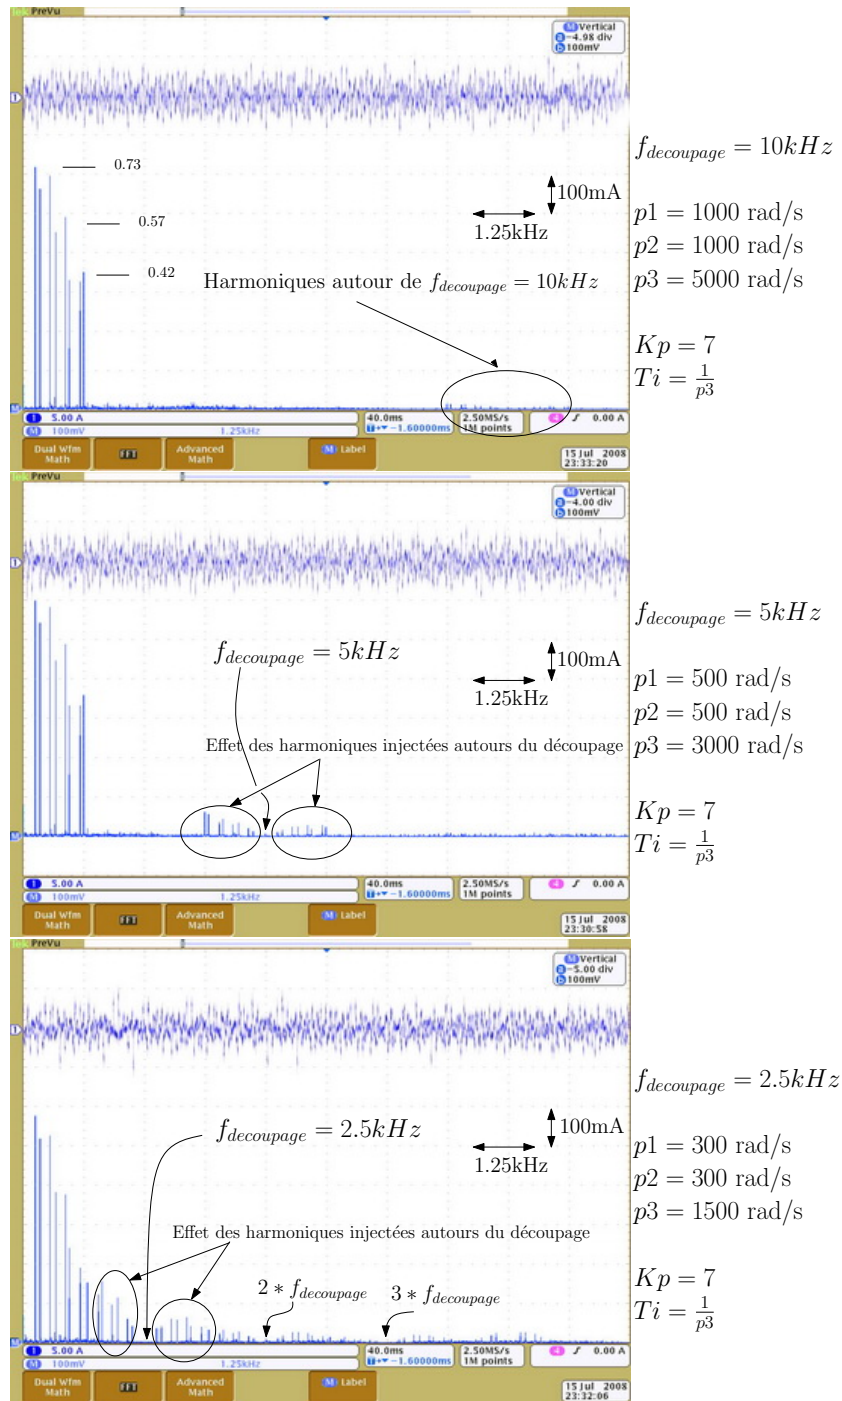 Tek PreVu
M Vertical
a -4.98 div
b 100mV
1
0.73
0.57
0.42
100mA
1.25kHz
Harmoniques autour de f_decoupage = 10kHz
M
1 5.00 A
M 100mV 1.25kHz
40.0ms
T→▼ -1.60000ms
2.50MS/s
1M points
4 ƒ 0.00 A
Dual Wfm Math
FFT
Advanced Math
M Label
15 Jul 2008
23:33:20
f_decoupage = 10kHz
p1 = 1000 rad/s
p2 = 1000 rad/s
p3 = 5000 rad/s
Kp = 7
Ti = 1/p3
Tek PreVu
M Vertical
a -4.00 div
b 100mV
1
f_decoupage = 5kHz
100mA
1.25kHz
Effet des harmoniques injectées autours du découpage
M
1 5.00 A
M 100mV 1.25kHz
40.0ms
T→▼ -1.60000ms
2.50MS/s
1M points
4 ƒ 0.00 A
Dual Wfm Math
FFT
Advanced Math
M Label
15 Jul 2008
23:30:58
f_decoupage = 5kHz
p1 = 500 rad/s
p2 = 500 rad/s
p3 = 3000 rad/s
Kp = 7
Ti = 1/p3
Tek PreVu
M Vertical
a -5.00 div
b 100mV
1
f_decoupage = 2.5kHz
100mA
1.25kHz
Effet des harmoniques injectées autours du découpage
2 * f_decoupage
3 * f_decoupage
M
1 5.00 A
M 100mV 1.25kHz
40.0ms
T→▼ -1.60000ms
2.50MS/s
1M points
4 ƒ 0.00 A
Dual Wfm Math
FFT
Advanced Math
M Label
15 Jul 2008
23:32:06
f_decoupage = 2.5kHz
p1 = 300 rad/s
p2 = 300 rad/s
p3 = 1500 rad/s
Kp = 7
Ti = 1/p3